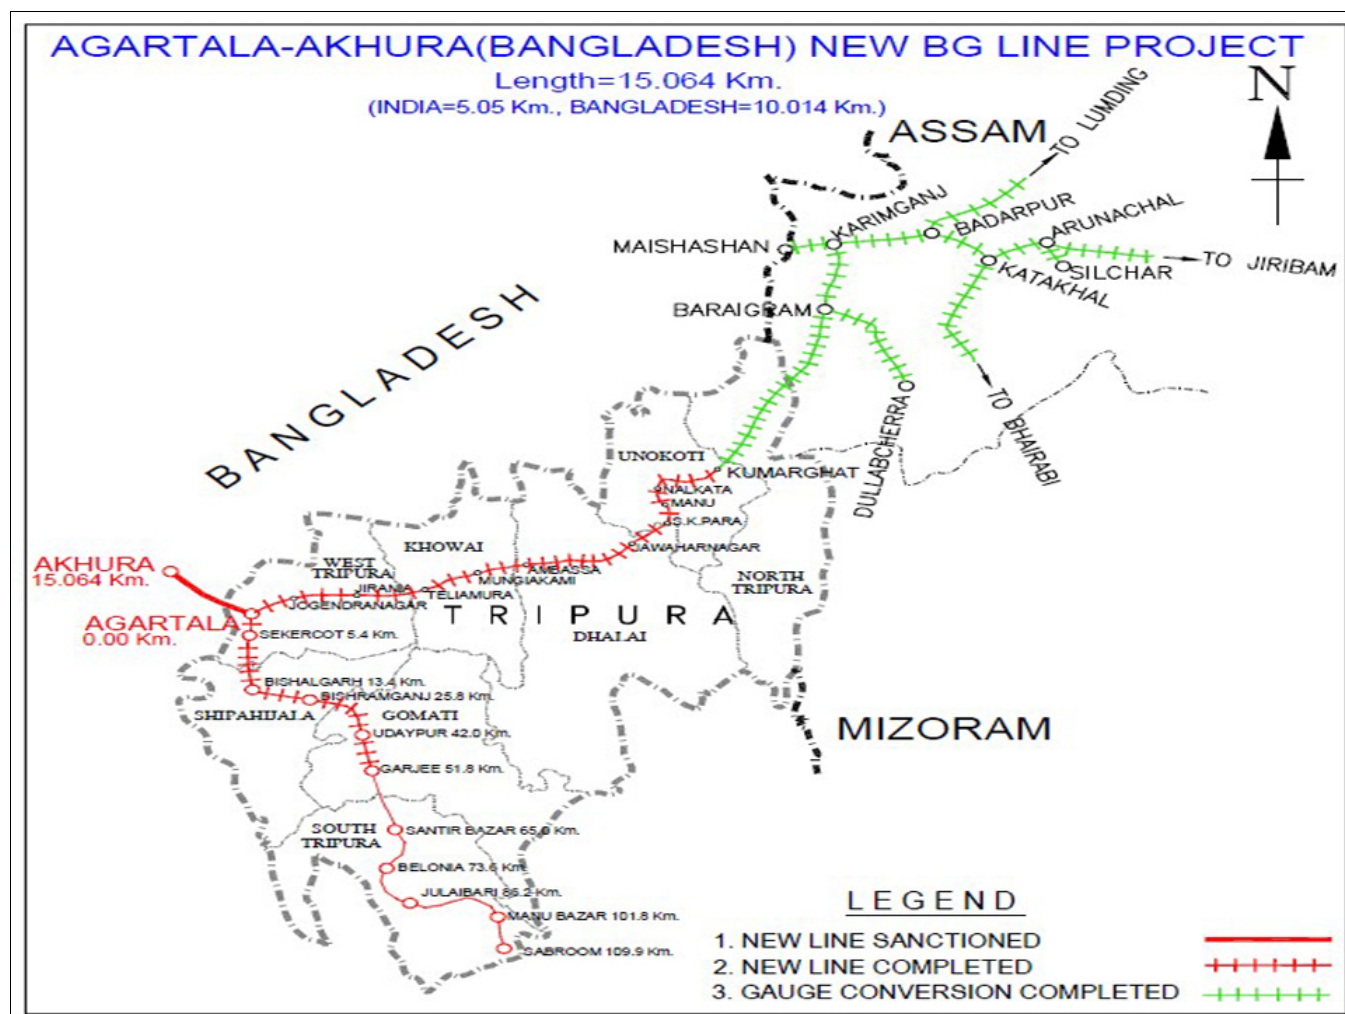 AGARTALA-AKHURA(BANGLADESH) NEW BG LINE PROJECT
Length=15.064 Km.
(INDIA=5.05 Km., BANGLADESH=10.014 Km.)
N
ASSAM
TO LUMDING
KARIMGANJ
BADARPUR
ARUNACHAL
MAISHASHAN
KATAKHAL
SILCHAR
TO JIRIBAM
BARAIGRAM
BANGLADESH
DULLABCHERRA
TO BHAIRABI
UNOKOTI
KUMARGHAT
NALKATA
MANU
S.K.PARA
JAWAHARNAGAR
KHOWAI
WEST
TRIPURA
AMBASSA
MUNGIAKAMI
NORTH
TRIPURA
AKHURA
15.064 Km.
JIRANIA
TELIAMURA
JOGENDRANAGAR
TRIPURA
DHALAI
AGARTALA
0.00 Km.
SEKERCOT 5.4 Km.
BISHALGARH 13.4 Km.
BISHRAMGANJ 25.8 Km.
SHIPAHIJALA
GOMATI
UDAYPUR 42.0 Km.
MIZORAM
GARJEE 51.8 Km.
SOUTH
TRIPURA
SANTIR BAZAR 65.0 Km.
BELONIA 73.6 Km.
JULAIBARI 86.2 Km.
MANU BAZAR 101.8 Km.
SABROOM 109.9 Km.
LEGEND
1. NEW LINE SANCTIONED
2. NEW LINE COMPLETED
3. GAUGE CONVERSION COMPLETED